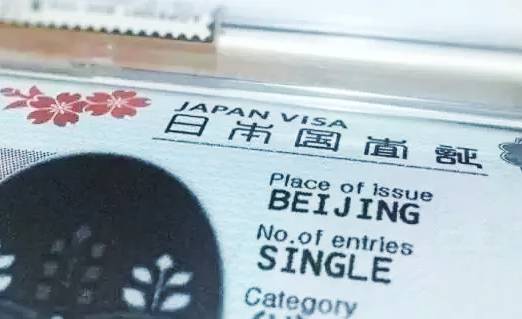 JAPAN VISA
日本国査証
Place of issue
BEIJING
No.of entries
SINGLE
Category